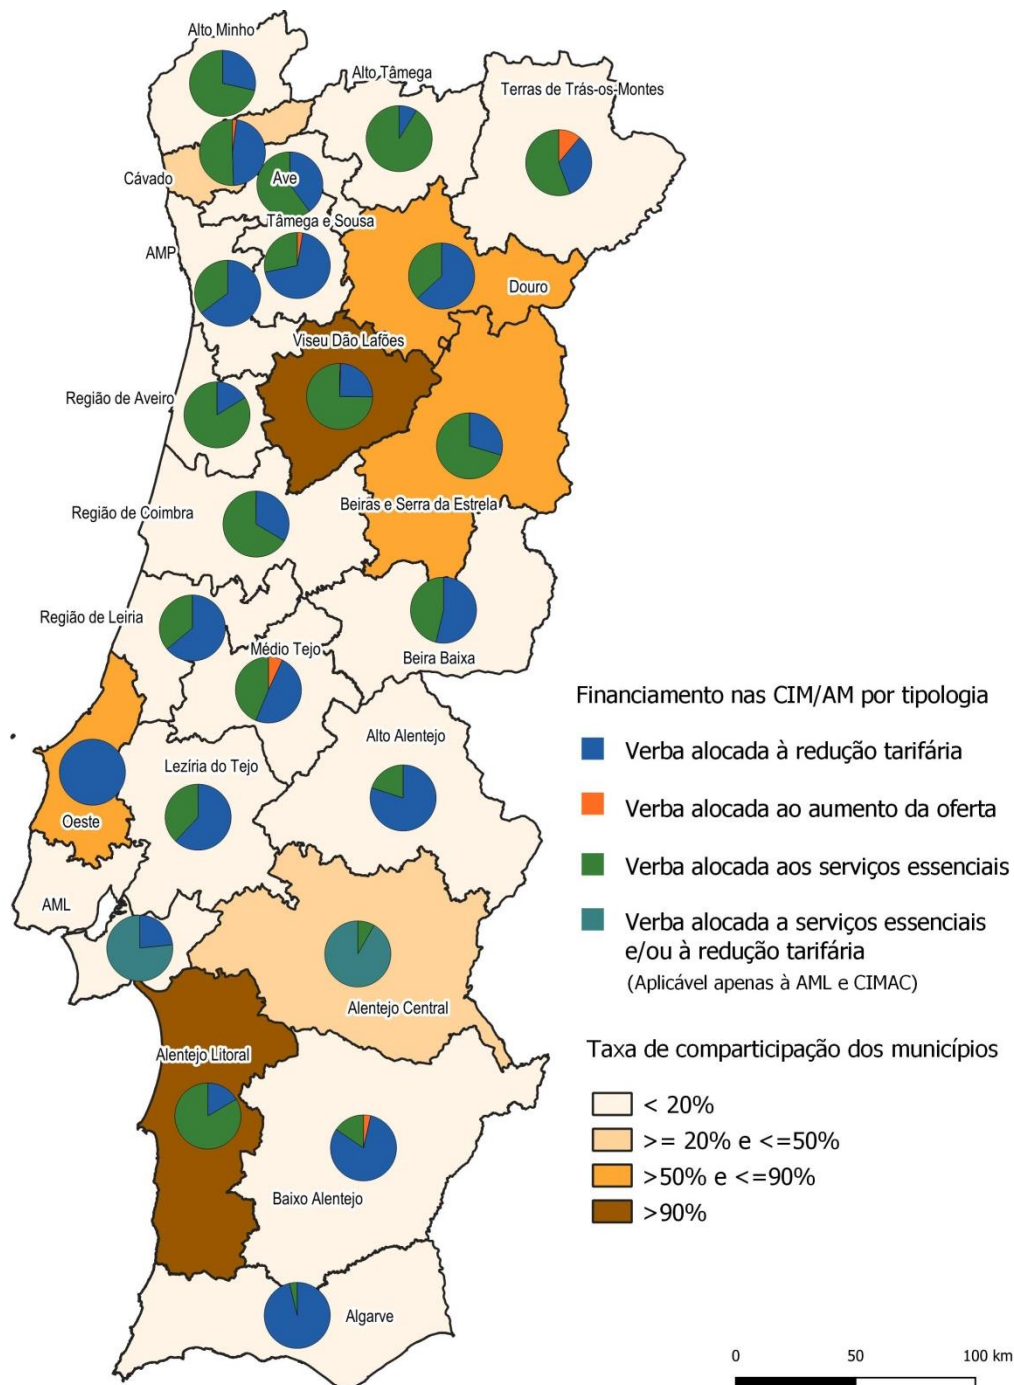 Alto Minho
Alto Tâmega
Terras de Trás-os-Montes
Cávado
Ave
Tâmega e Sousa
AMP
Douro
Viseu Dão Lafões
Região de Aveiro
Beiras e Serra da Estrela
Região de Coimbra
Região de Leiria
Médio Tejo
Beira Baixa
Financiamento nas CIM/AM por tipologia
Verba alocada à redução tarifária
Verba alocada ao aumento da oferta
Verba alocada aos serviços essenciais
Verba alocada a serviços essenciais
e/ou à redução tarifária
(Aplicável apenas à AML e CIMAC)
Alto Alentejo
Lezíria do Tejo
Oeste
AML
Alentejo Central
Alentejo Litoral
Baixo Alentejo
Algarve
Taxa de comparticipação dos municípios
< 20%
>= 20% e <=50%
>50% e <=90%
>90%
0 50 100 km